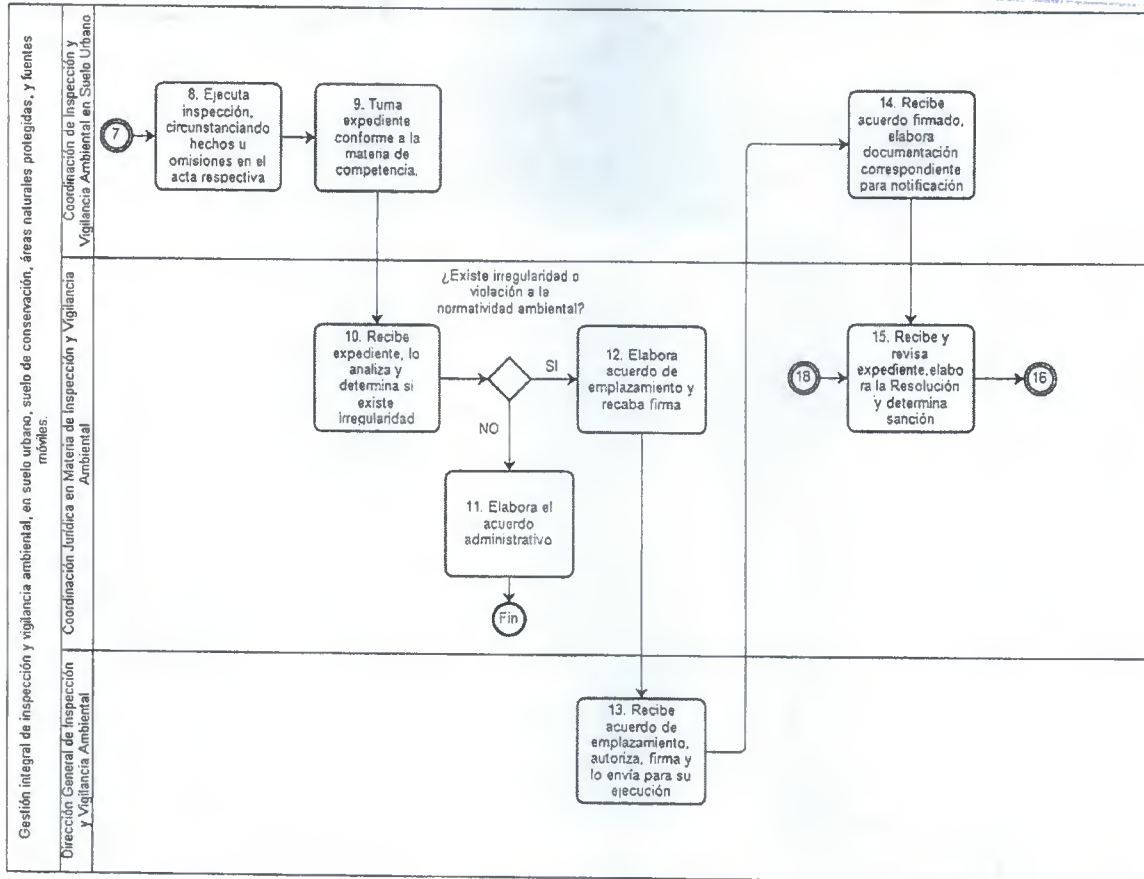 Gestión integral de inspección y vigilancia ambiental, en suelo urbano, suelo de conservación, áreas naturales protegidas, y fuentes
móviles.
Coordinación de Inspección y
Vigilancia Ambiental en Suelo Urbano
7
8. Ejecuta
inspección,
circunstanciando
hechos u
omisiones en el
acta respectiva
9. Turna
expediente
conforme a la
materia de
competencia.
14. Recibe
acuerdo firmado,
elabora
documentación
correspondiente
para notificación
Coordinación Jurídica en Materia de Inspección y Vigilancia
Ambiental
¿Existe irregularidad o
violación a la
normatividad ambiental?
10. Recibe
expediente, lo
analiza y
determina si
existe
irregularidad
SI
NO
12. Elabora
acuerdo de
emplazamiento y
recaba firma
11. Elabora el
acuerdo
administrativo
Fin
18
15. Recibe y
revisa
expediente,elabo
ra la Resolución
y determina
sanción
16
Dirección General de Inspección
y Vigilancia Ambiental
13. Recibe
acuerdo de
emplazamiento,
autoriza, firma y
lo envía para su
ejecución